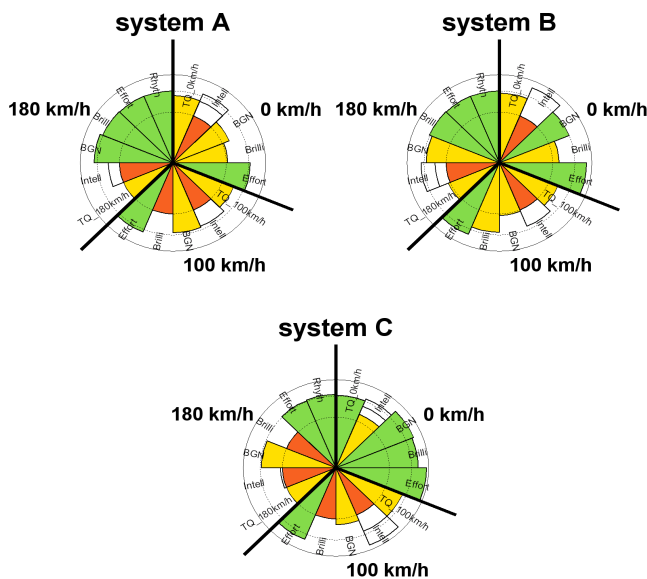 system A
system B
180 km/h
0 km/h
Rhyth
TQ_0km/h
Intell
BGN
Brilli
Effort
TQ_100km/h
Intell
BGN
Brilli
Effort
TQ_180km/h
Intell
BGN
Brilli
Effort
100 km/h
180 km/h
0 km/h
Rhyth
TQ_0km/h
Intell
BGN
Brilli
Effort
TQ_100km/h
Intell
BGN
Brilli
Effort
TQ_180km/h
Intell
BGN
Brilli
Effort
100 km/h
system C
180 km/h
0 km/h
Rhyth
TQ_0km/h
Intell
BGN
Brilli
Effort
TQ_100km/h
Intell
BGN
Brilli
Effort
TQ_180km/h
Intell
BGN
Brilli
Effort
100 km/h